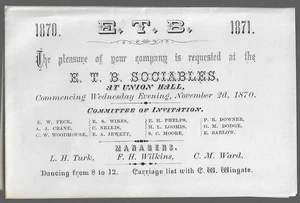 1870. E. T. B. 1871.
The pleasure of your company is requested at the
E. T. B. SOCIABLES,
AT UNION HALL,
Commencing Wednesday Evening, November 2d, 1870.
COMMITTEE OF INVITATION.
E. W. PECK, E. S. WIRES, E. H. PHELPS, F. E. DOWNER,
A. J. CRANE, C. NELLIS, H. L. LOOMIS, G. M. DODGE,
C. W. WOODHOUSE, E. A. JEWETT, S. C. MOORE, E. BARLOW.
MANAGERS.
L. H. Turk, F. H. Wilkins, C. M. Ward.
Dancing from 8 to 12. Carriage list with C. M. Wingate.